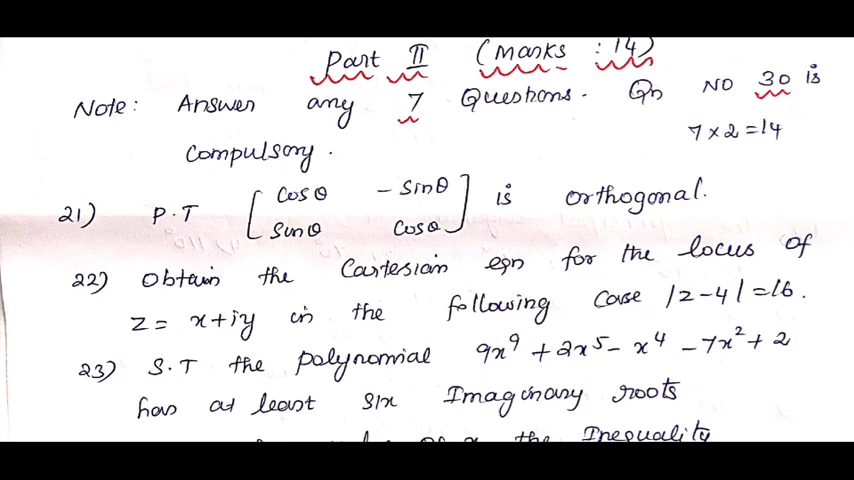 Part II (Marks : 14)
Note: Answer any 7 Questions. Qn NO 30 is
7 x 2 = 14
Compulsory.
21) P.T [ Cosθ - Sinθ
Sinθ Cosθ ] is orthogonal.
22) Obtain the Cartesian eqn for the locus of
z = x+iy in the following Case |z-4|=16.
23) S.T the polynomial 9x⁹ + 2x⁵ - x⁴ - 7x² + 2
has at least six Imaginary roots
the Inequality